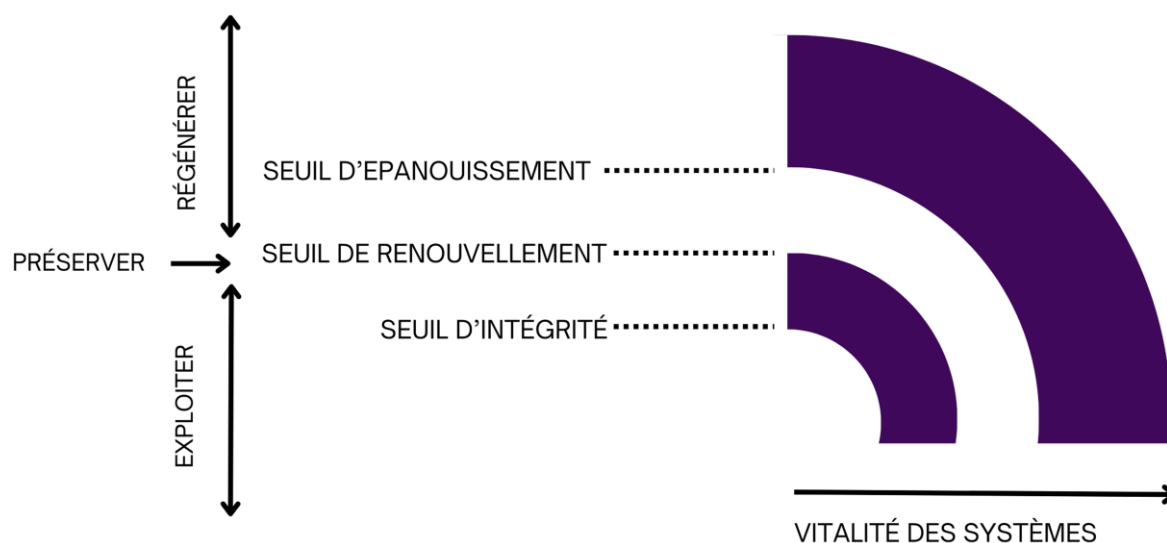 RÉGÉNÉRER
SEUIL D'EPANOUISSEMENT
PRÉSERVER
SEUIL DE RENOUVELLEMENT
SEUIL D'INTÉGRITÉ
EXPLOITER
VITALITÉ DES SYSTÈMES